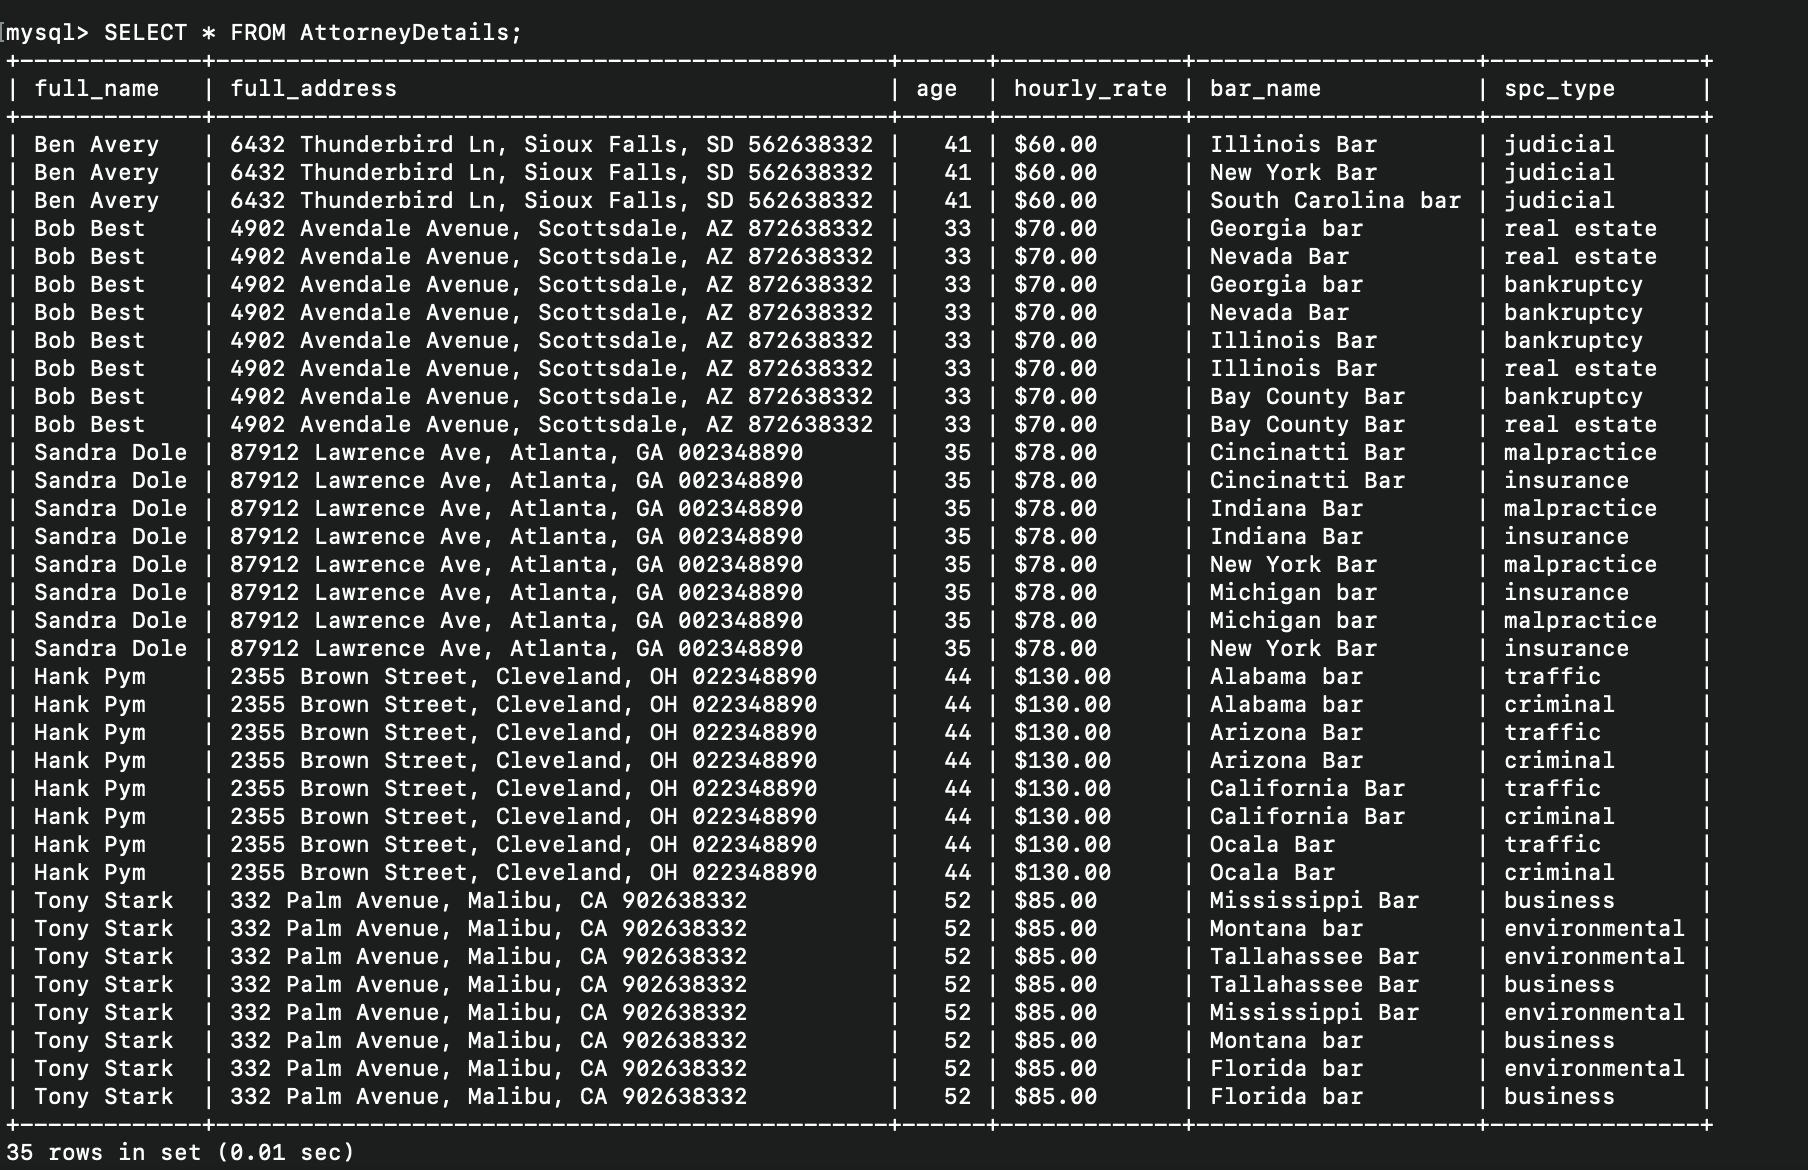 mysql> SELECT * FROM AttorneyDetails;
+-------------+------------------------------------------------+------+-------------+--------------------+---------------+
| full_name   | full_address                                   | age  | hourly_rate | bar_name           | spc_type      |
+-------------+------------------------------------------------+------+-------------+--------------------+---------------+
| Ben Avery   | 6432 Thunderbird Ln, Sioux Falls, SD 562638332 |   41 | $60.00      | Illinois Bar       | judicial      |
| Ben Avery   | 6432 Thunderbird Ln, Sioux Falls, SD 562638332 |   41 | $60.00      | New York Bar       | judicial      |
| Ben Avery   | 6432 Thunderbird Ln, Sioux Falls, SD 562638332 |   41 | $60.00      | South Carolina bar | judicial      |
| Bob Best    | 4902 Avendale Avenue, Scottsdale, AZ 872638332 |   33 | $70.00      | Georgia bar        | real estate   |
| Bob Best    | 4902 Avendale Avenue, Scottsdale, AZ 872638332 |   33 | $70.00      | Nevada Bar         | real estate   |
| Bob Best    | 4902 Avendale Avenue, Scottsdale, AZ 872638332 |   33 | $70.00      | Georgia bar        | bankruptcy    |
| Bob Best    | 4902 Avendale Avenue, Scottsdale, AZ 872638332 |   33 | $70.00      | Nevada Bar         | bankruptcy    |
| Bob Best    | 4902 Avendale Avenue, Scottsdale, AZ 872638332 |   33 | $70.00      | Illinois Bar       | bankruptcy    |
| Bob Best    | 4902 Avendale Avenue, Scottsdale, AZ 872638332 |   33 | $70.00      | Illinois Bar       | real estate   |
| Bob Best    | 4902 Avendale Avenue, Scottsdale, AZ 872638332 |   33 | $70.00      | Bay County Bar     | bankruptcy    |
| Bob Best    | 4902 Avendale Avenue, Scottsdale, AZ 872638332 |   33 | $70.00      | Bay County Bar     | real estate   |
| Sandra Dole | 87912 Lawrence Ave, Atlanta, GA 002348890      |   35 | $78.00      | Cincinatti Bar     | malpractice   |
| Sandra Dole | 87912 Lawrence Ave, Atlanta, GA 002348890      |   35 | $78.00      | Cincinatti Bar     | insurance     |
| Sandra Dole | 87912 Lawrence Ave, Atlanta, GA 002348890      |   35 | $78.00      | Indiana Bar        | malpractice   |
| Sandra Dole | 87912 Lawrence Ave, Atlanta, GA 002348890      |   35 | $78.00      | Indiana Bar        | insurance     |
| Sandra Dole | 87912 Lawrence Ave, Atlanta, GA 002348890      |   35 | $78.00      | New York Bar       | malpractice   |
| Sandra Dole | 87912 Lawrence Ave, Atlanta, GA 002348890      |   35 | $78.00      | Michigan bar       | insurance     |
| Sandra Dole | 87912 Lawrence Ave, Atlanta, GA 002348890      |   35 | $78.00      | Michigan bar       | malpractice   |
| Sandra Dole | 87912 Lawrence Ave, Atlanta, GA 002348890      |   35 | $78.00      | New York Bar       | insurance     |
| Hank Pym    | 2355 Brown Street, Cleveland, OH 022348890     |   44 | $130.00     | Alabama bar        | traffic       |
| Hank Pym    | 2355 Brown Street, Cleveland, OH 022348890     |   44 | $130.00     | Alabama bar        | criminal      |
| Hank Pym    | 2355 Brown Street, Cleveland, OH 022348890     |   44 | $130.00     | Arizona Bar        | traffic       |
| Hank Pym    | 2355 Brown Street, Cleveland, OH 022348890     |   44 | $130.00     | Arizona Bar        | criminal      |
| Hank Pym    | 2355 Brown Street, Cleveland, OH 022348890     |   44 | $130.00     | California Bar     | traffic       |
| Hank Pym    | 2355 Brown Street, Cleveland, OH 022348890     |   44 | $130.00     | California Bar     | criminal      |
| Hank Pym    | 2355 Brown Street, Cleveland, OH 022348890     |   44 | $130.00     | Ocala Bar          | traffic       |
| Hank Pym    | 2355 Brown Street, Cleveland, OH 022348890     |   44 | $130.00     | Ocala Bar          | criminal      |
| Tony Stark  | 332 Palm Avenue, Malibu, CA 902638332          |   52 | $85.00      | Mississippi Bar    | business      |
| Tony Stark  | 332 Palm Avenue, Malibu, CA 902638332          |   52 | $85.00      | Montana bar        | environmental |
| Tony Stark  | 332 Palm Avenue, Malibu, CA 902638332          |   52 | $85.00      | Tallahassee Bar    | environmental |
| Tony Stark  | 332 Palm Avenue, Malibu, CA 902638332          |   52 | $85.00      | Tallahassee Bar    | business      |
| Tony Stark  | 332 Palm Avenue, Malibu, CA 902638332          |   52 | $85.00      | Mississippi Bar    | environmental |
| Tony Stark  | 332 Palm Avenue, Malibu, CA 902638332          |   52 | $85.00      | Montana bar        | business      |
| Tony Stark  | 332 Palm Avenue, Malibu, CA 902638332          |   52 | $85.00      | Florida bar        | environmental |
| Tony Stark  | 332 Palm Avenue, Malibu, CA 902638332          |   52 | $85.00      | Florida bar        | business      |
+-------------+------------------------------------------------+------+-------------+--------------------+---------------+
35 rows in set (0.01 sec)